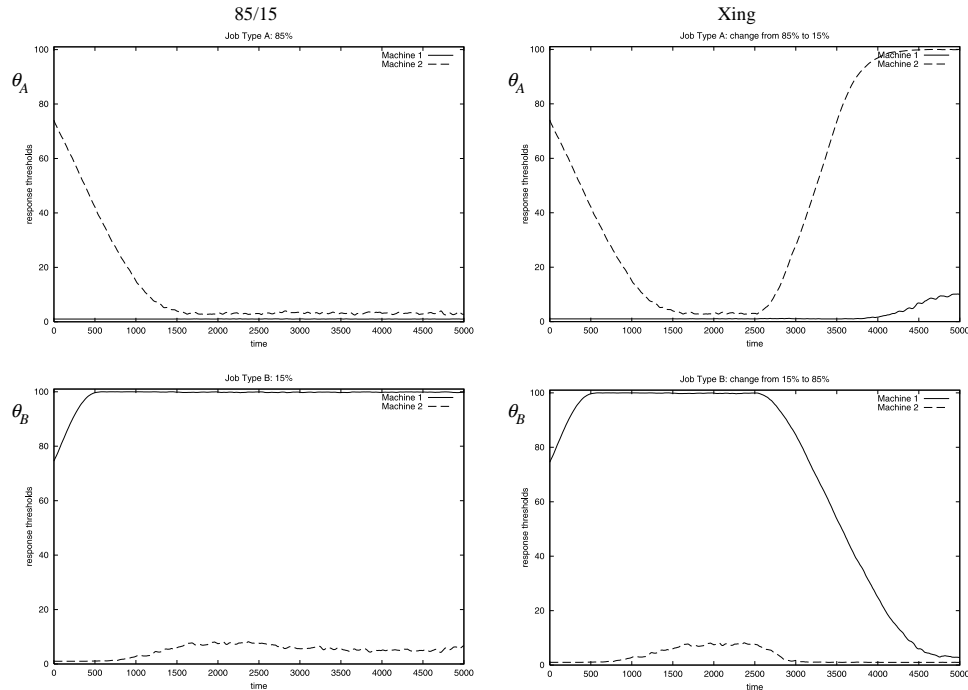 85/15
Job Type A: 85%
θA
response thresholds
100
80
60
40
20
0
Machine 1
Machine 2
0 500 1000 1500 2000 2500 3000 3500 4000 4500 5000
time
Xing
Job Type A: change from 85% to 15%
θA
response thresholds
100
80
60
40
20
0
Machine 1
Machine 2
0 500 1000 1500 2000 2500 3000 3500 4000 4500 5000
time
Job Type B: 15%
θB
response thresholds
100
80
60
40
20
0
Machine 1
Machine 2
0 500 1000 1500 2000 2500 3000 3500 4000 4500 5000
time
Job Type B: change from 15% to 85%
θB
response thresholds
100
80
60
40
20
0
Machine 1
Machine 2
0 500 1000 1500 2000 2500 3000 3500 4000 4500 5000
time